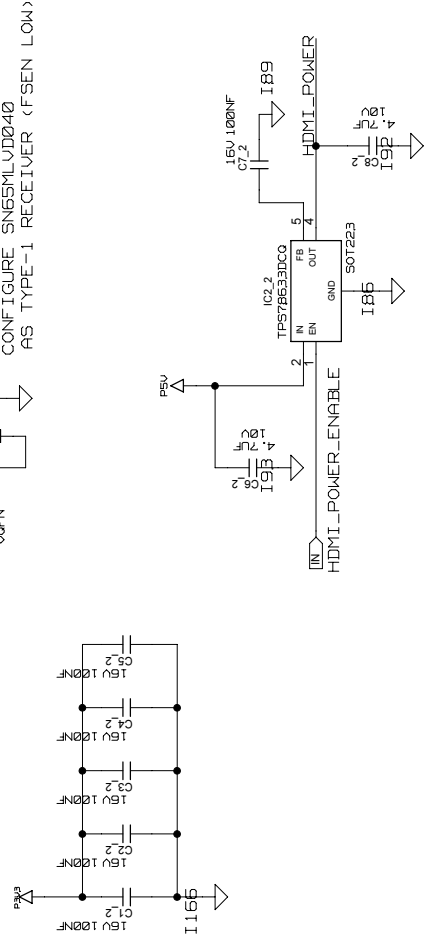 CONFIGURE SN65MLVD040
AS TYPE-1 RECEIVER (FSEN LOW)
VQFN
P3V3
16V 100NF
C1_2
16V 100NF
C2_2
16V 100NF
C3_2
16V 100NF
C4_2
16V 100NF
C5_2
I166
P5V
C6_2
4.7UF
10V
I93
IN
HDMI_POWER_ENABLE
IC2_2
TPS78633DCQ
IN
EN
FB
OUT
GND
2
1
5
4
SOT223
I86
16V 100NF
C7_2
I89
HDMI_POWER
C8_2
4.7UF
10V
I92